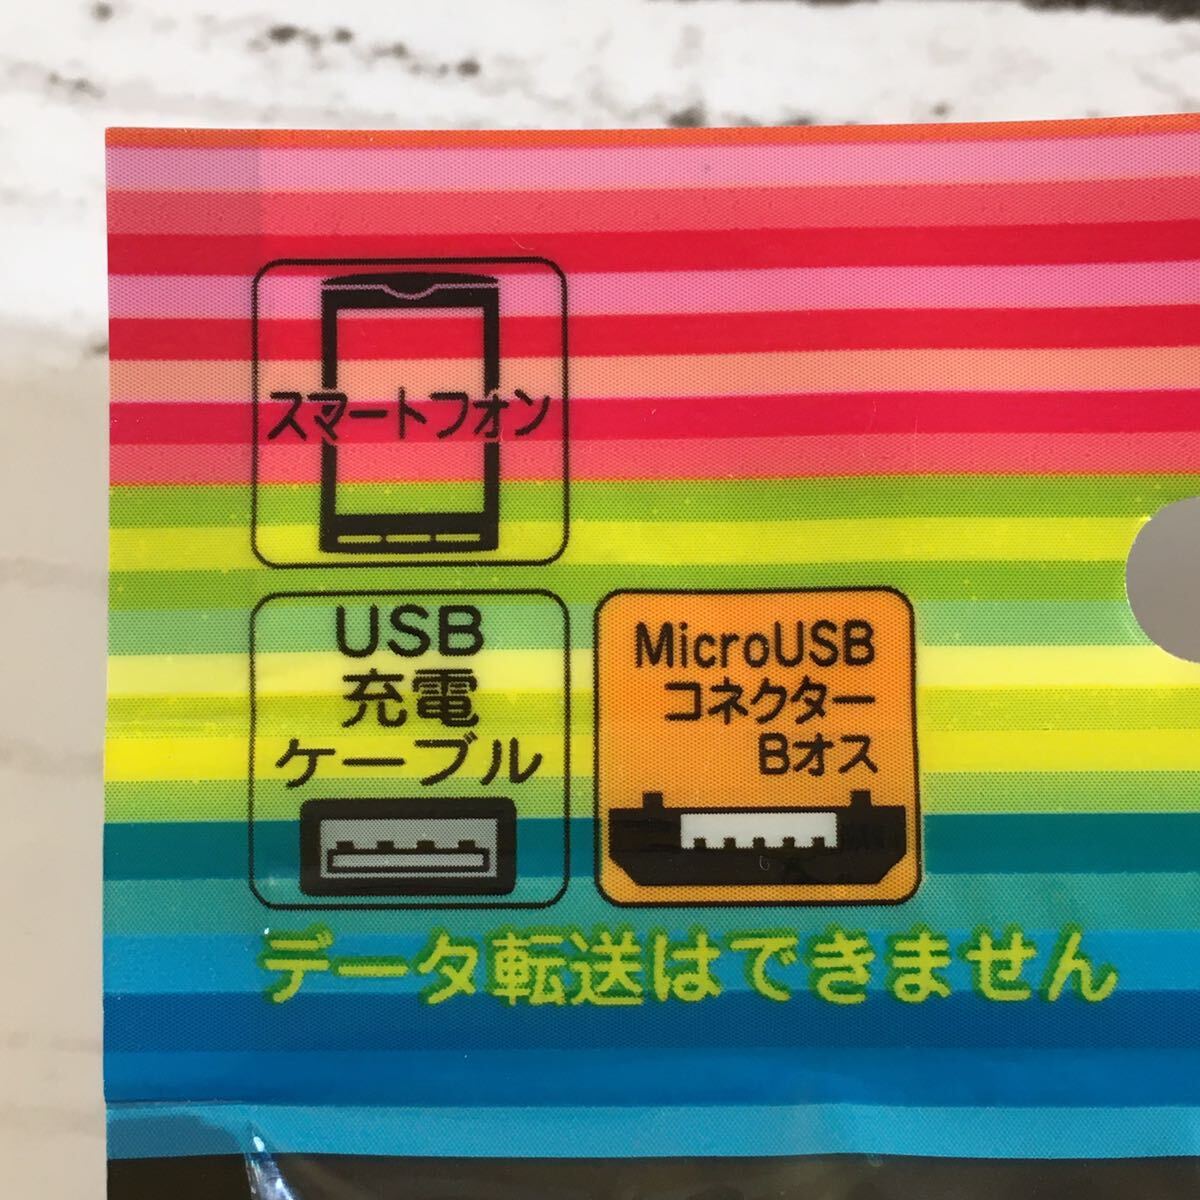 スマートフォン
USB
充電
ケーブル
MicroUSB
コネクター
Bオス
データ転送はできません